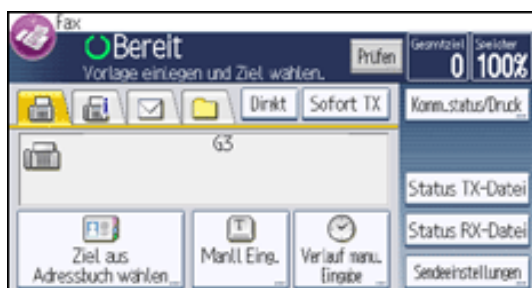 Fax
Bereit
Vorlage einlegen und Ziel wählen.
Prüfen
Gesamtziel
0
Speicher
100%
Direkt
Sofort TX
Komm.status/Druck
G3
Status TX-Datei
Status RX-Datei
Sendeeinstellungen
Ziel aus
Adressbuch wählen
Manll Eing.
Verlauf manu.
Eingabe